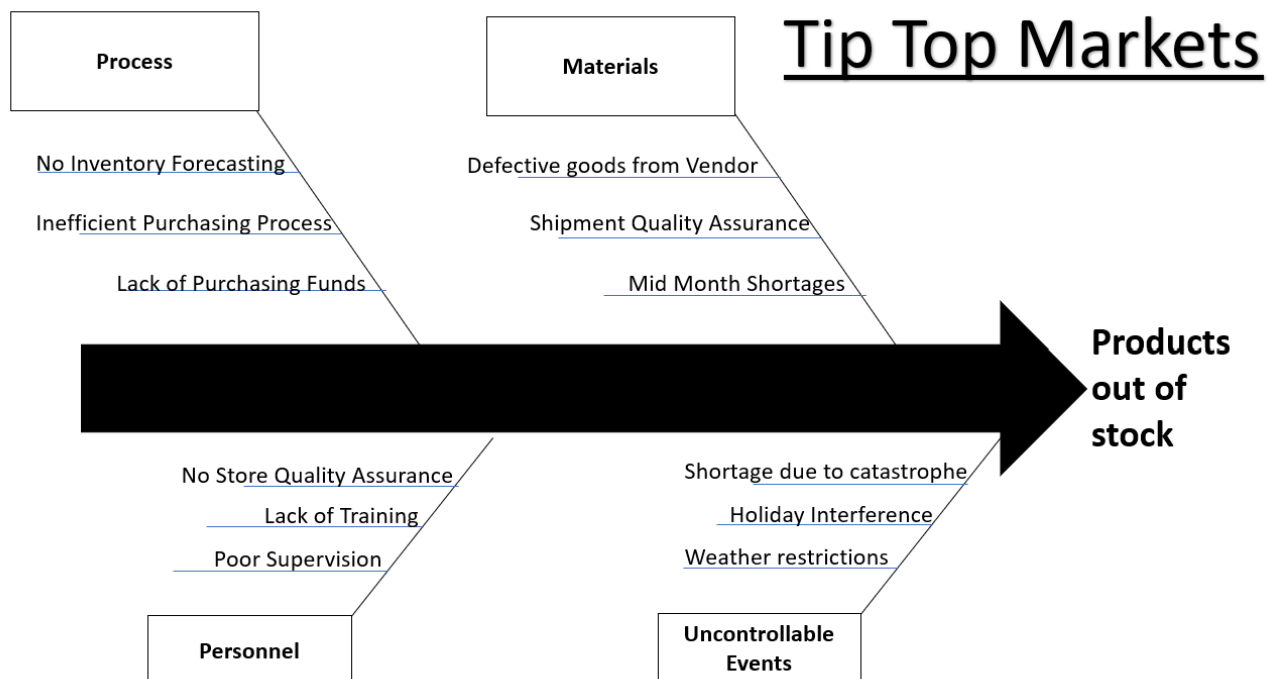 Tip Top Markets
Process
No Inventory Forecasting
Inefficient Purchasing Process
Lack of Purchasing Funds
Materials
Defective goods from Vendor
Shipment Quality Assurance
Mid Month Shortages
Products
out of
stock
No Store Quality Assurance
Lack of Training
Poor Supervision
Personnel
Shortage due to catastrophe
Holiday Interference
Weather restrictions
Uncontrollable
Events